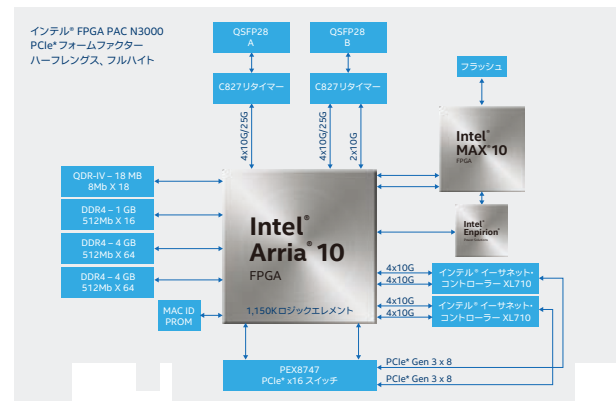 インテル® FPGA PAC N3000
PCIe* フォームファクター
ハーフレングス、フルハイト
QSFP28
A
QSFP28
B
C827リタイマー
C827リタイマー
フラッシュ
4x10G/25G
4x10G/25G
2x10G
Intel®
MAX® 10
FPGA
QDR-IV – 18 MB
8Mb X 18
DDR4 – 1 GB
512Mb X 16
DDR4 – 4 GB
512Mb X 64
DDR4 – 4 GB
512Mb X 64
Intel®
Arria® 10
FPGA
1,150Kロジックエレメント
Intel®
Enpirion®
Power Solutions
MAC ID
PROM
4x10G
4x10G
インテル® イーサネット・
コントローラー XL710
4x10G
4x10G
インテル® イーサネット・
コントローラー XL710
PEX8747
PCIe* x16 スイッチ
PCIe* Gen 3 x 8
PCIe* Gen 3 x 8